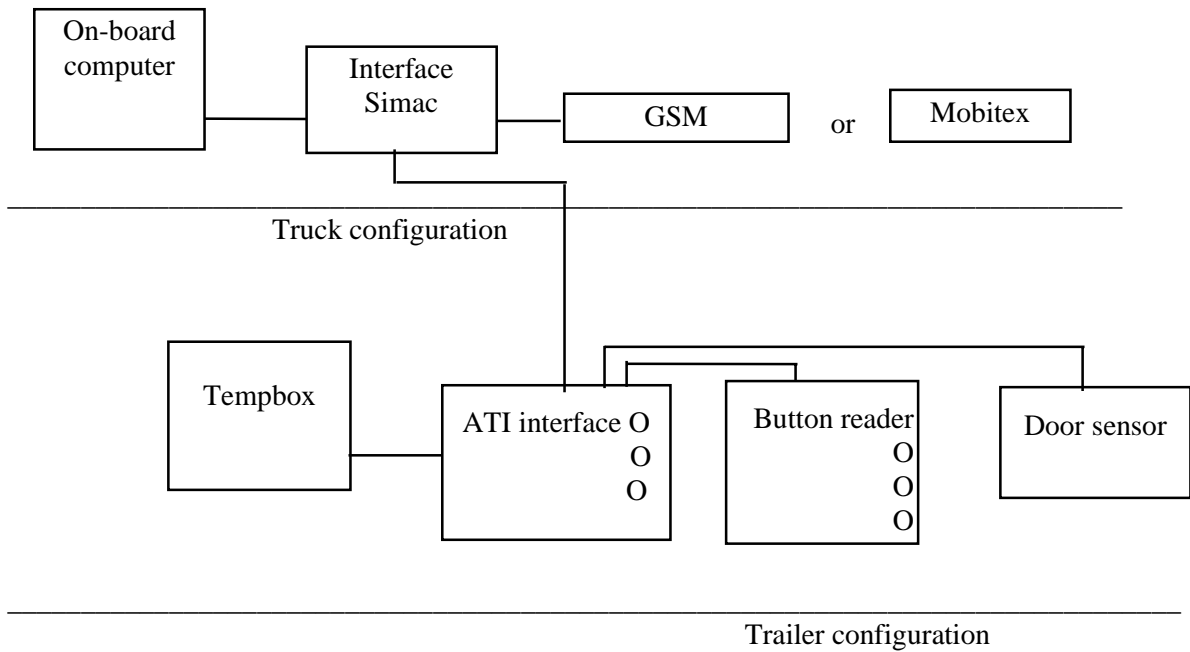 On-board
computer
Interface
Simac
GSM
or
Mobitex
Truck configuration
Tempbox
ATI interface O
O
O
Button reader
O
O
O
Door sensor
Trailer configuration